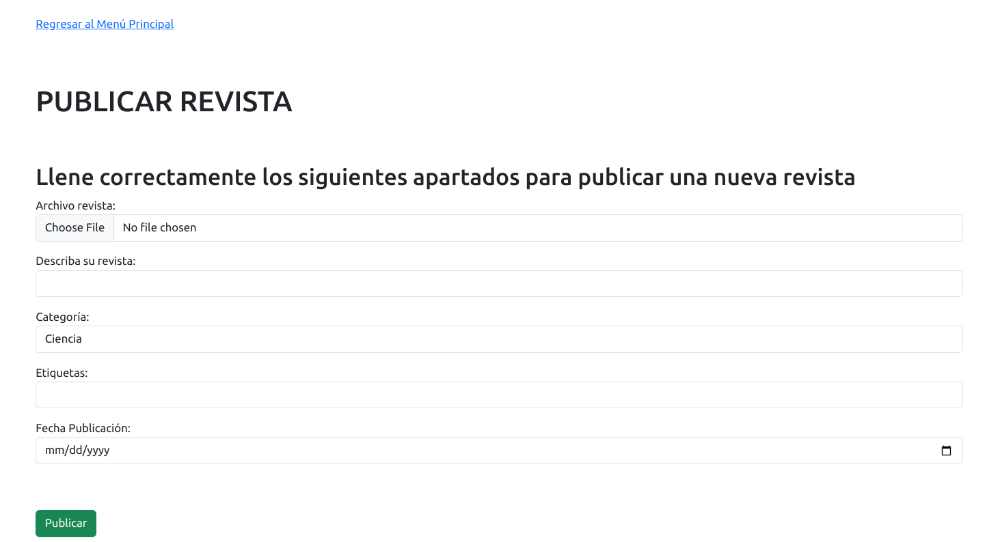 Regresar al Menú Principal
PUBLICAR REVISTA
Llene correctamente los siguientes apartados para publicar una nueva revista
Archivo revista:
Choose File No file chosen
Describa su revista:
Categoría:
Ciencia
Etiquetas:
Fecha Publicación:
mm/dd/yyyy
Publicar